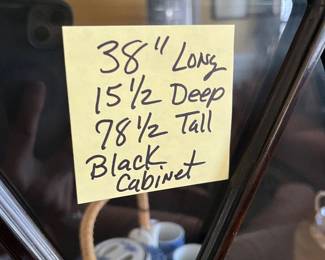 38" Long
15 1/2 Deep
78 1/2 Tall
Black
Cabinet